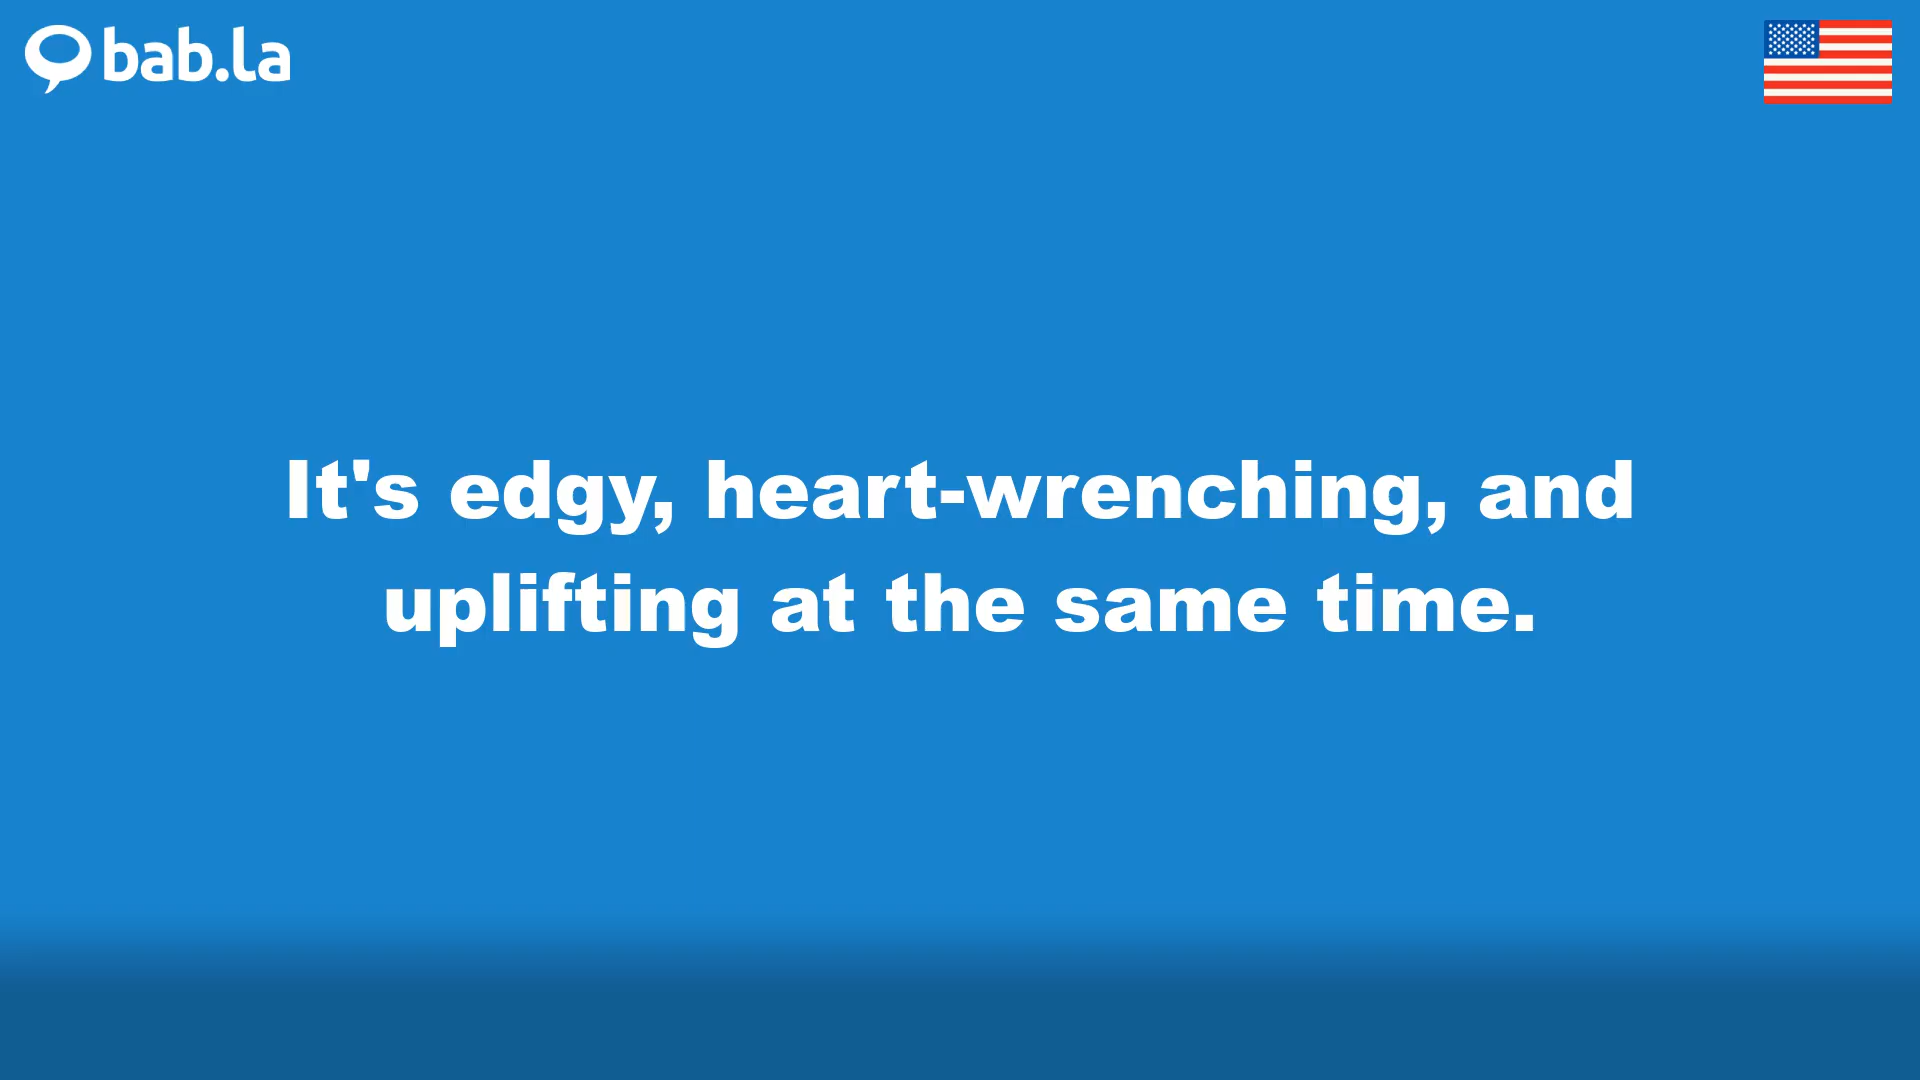 bab.la
It's edgy, heart-wrenching, and
uplifting at the same time.